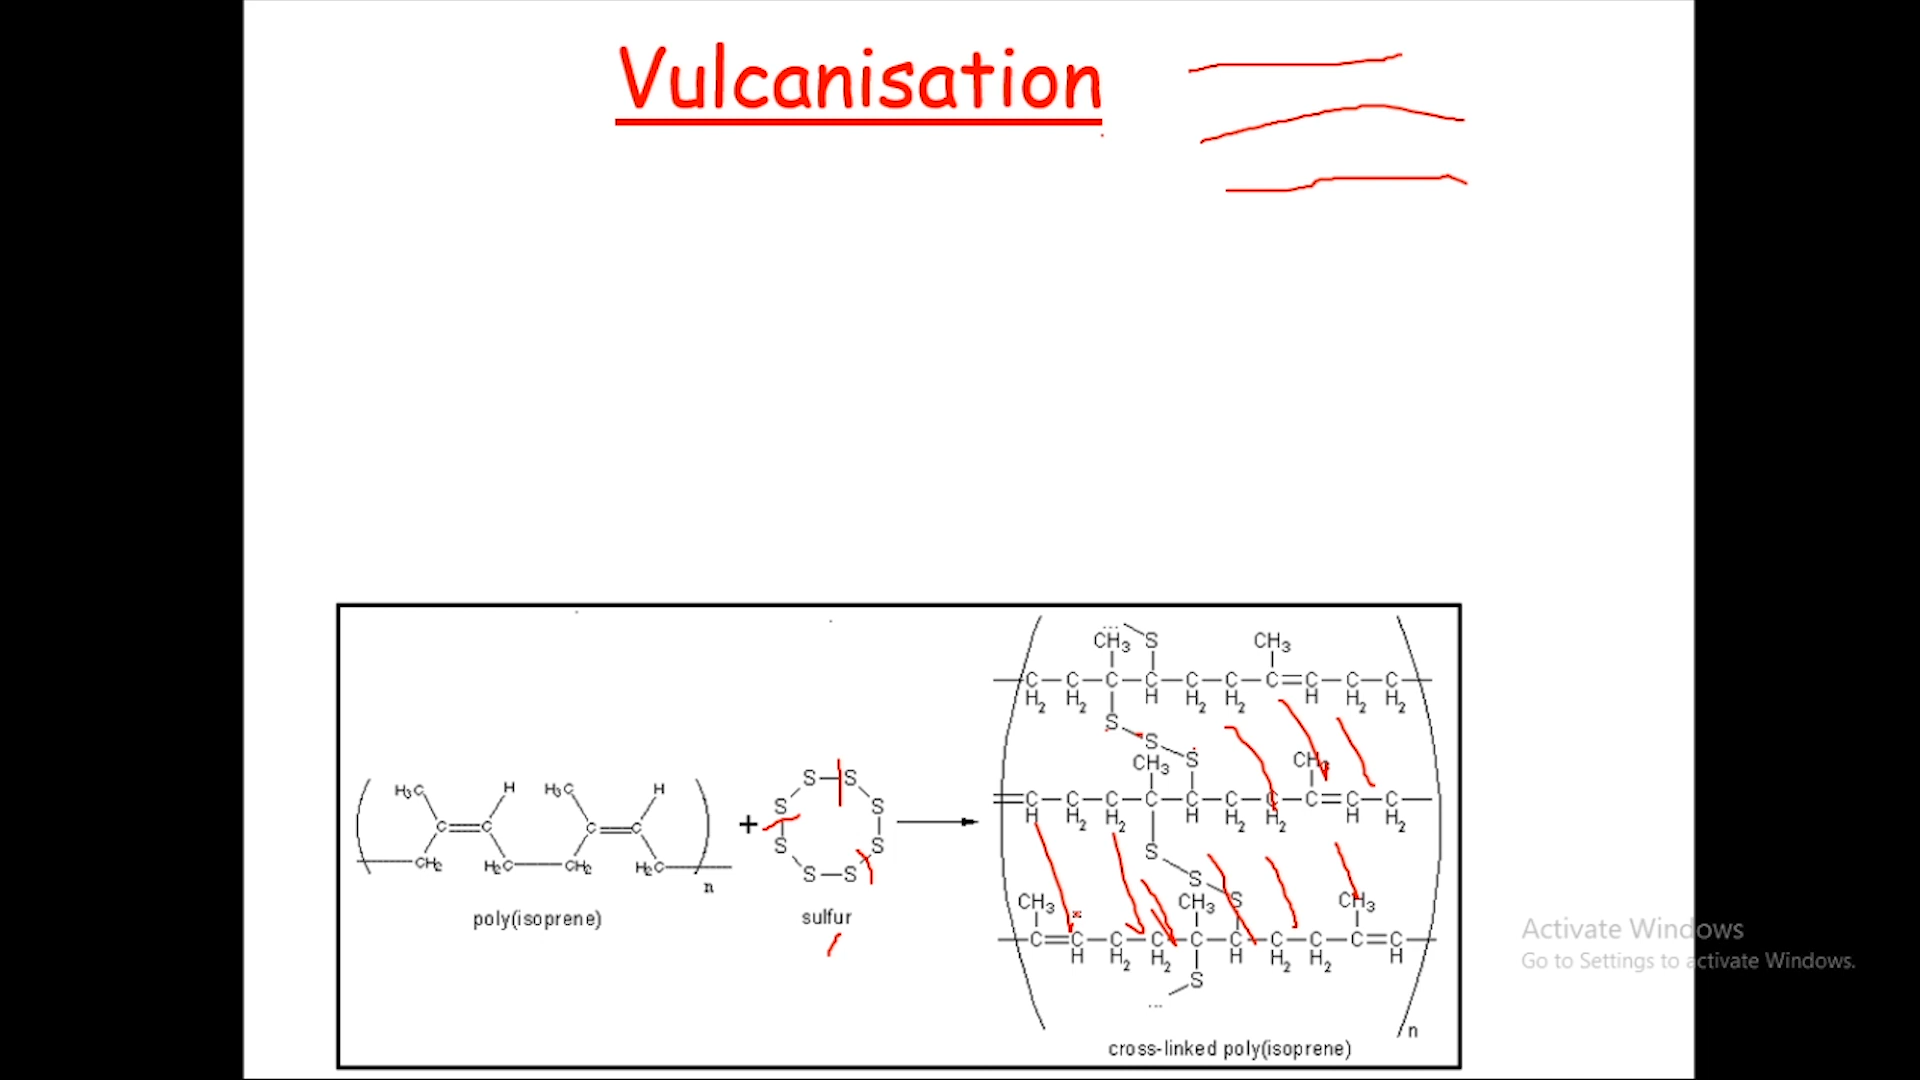 Vulcanisation
... S
CH3 CH3
C–C–C–C–C–C–C=C–C–C
H2 H2 H H2 H2 H H2 H2
S
S S
CH3 CH3
=C–C–C–C–C–C–C–C=C–C
H H2 H2 H H2 H2 H H2
S
S S
CH3 CH3 CH3
C=C–C–C–C–C–C–C–C=C
H H2 H2 H H2 H2 H
S
...
n
cross-linked poly(isoprene)
H3C H H3C H
C=C C=C
CH2 H2C CH2 H2C
n
poly(isoprene)
+
S–S
S S
S S
S–S
sulfur
Activate Windows
Go to Settings to activate Windows.